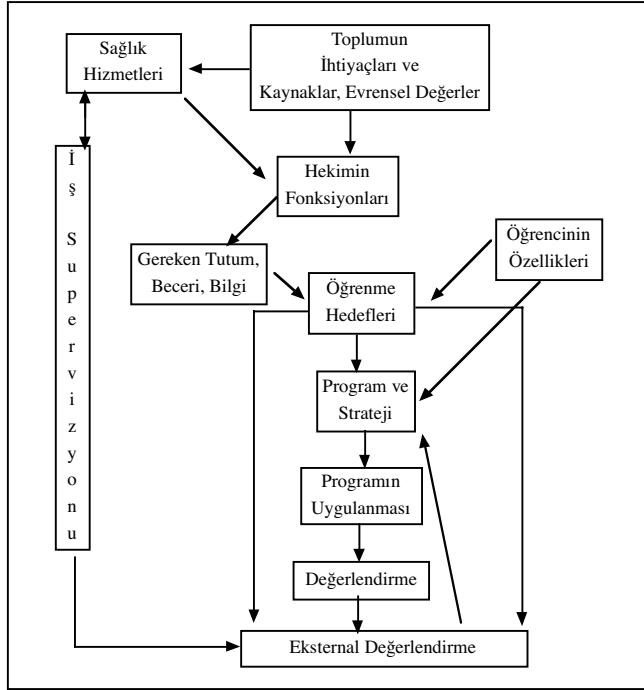 Sağlık
Hizmetleri
Toplumun
İhtiyaçları ve
Kaynaklar, Evrensel Değerler
Hekimin
Fonksiyonları
İş Supervizyonu
Gereken Tutum,
Beceri, Bilgi
Öğrencinin
Özellikleri
Öğrenme
Hedefleri
Program ve
Strateji
Programın
Uygulanması
Değerlendirme
Eksternal Değerlendirme